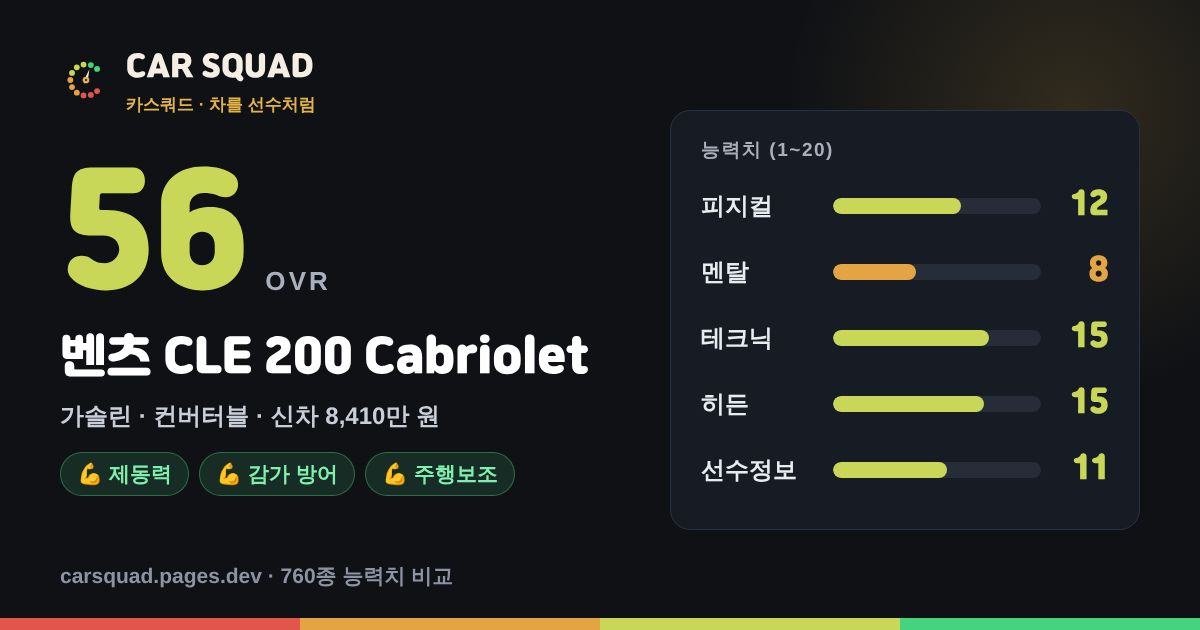 CAR SQUAD
카스쿼드 · 차를 선수처럼
56 OVR
벤츠 CLE 200 Cabriolet
가솔린 · 컨버터블 · 신차 8,410만 원
💪 제동력 💪 감가 방어 💪 주행보조
carsquad.pages.dev · 760종 능력치 비교
능력치 (1~20)
피지컬 12
멘탈 8
테크닉 15
히든 15
선수정보 11